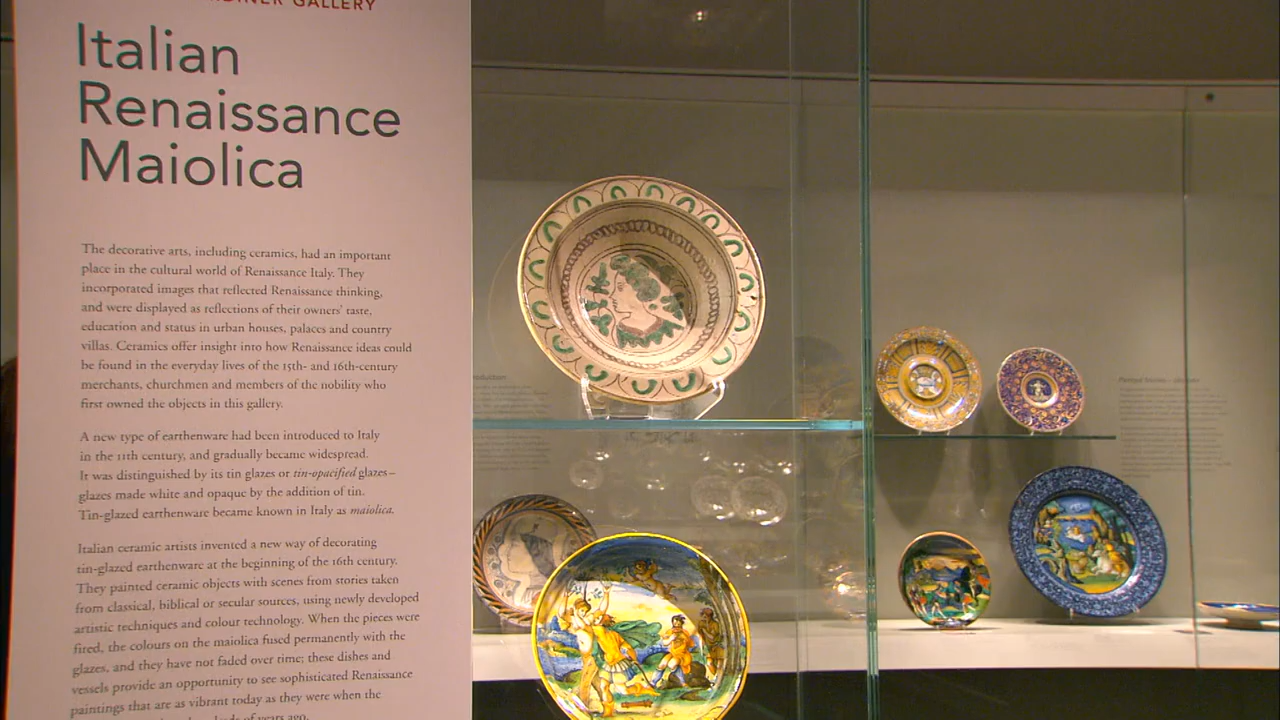 GALLERY
Italian
Renaissance
Maiolica
The decorative arts, including ceramics, had an important
place in the cultural world of Renaissance Italy. They
incorporated images that reflected Renaissance thinking,
and were displayed as reflections of their owners' taste,
education and status in urban houses, palaces and country
villas. Ceramics offer insight into how Renaissance ideas could
be found in the everyday lives of the 15th- and 16th-century
merchants, churchmen and members of the nobility who
first owned the objects in this gallery.
A new type of earthenware had been introduced to Italy
in the 11th century, and gradually became widespread.
It was distinguished by its tin glazes or tin-opacified glazes–
glazes made white and opaque by the addition of tin.
Tin-glazed earthenware became known in Italy as maiolica.
Italian ceramic artists invented a new way of decorating
tin-glazed earthenware at the beginning of the 16th century.
They painted ceramic objects with scenes from stories taken
from classical, biblical or secular sources, using newly developed
artistic techniques and colour technology. When the pieces were
fired, the colours on the maiolica fused permanently with the
glazes, and they have not faded over time; these dishes and
vessels provide an opportunity to see sophisticated Renaissance
paintings that are as vibrant today as they were when the
of years ago.